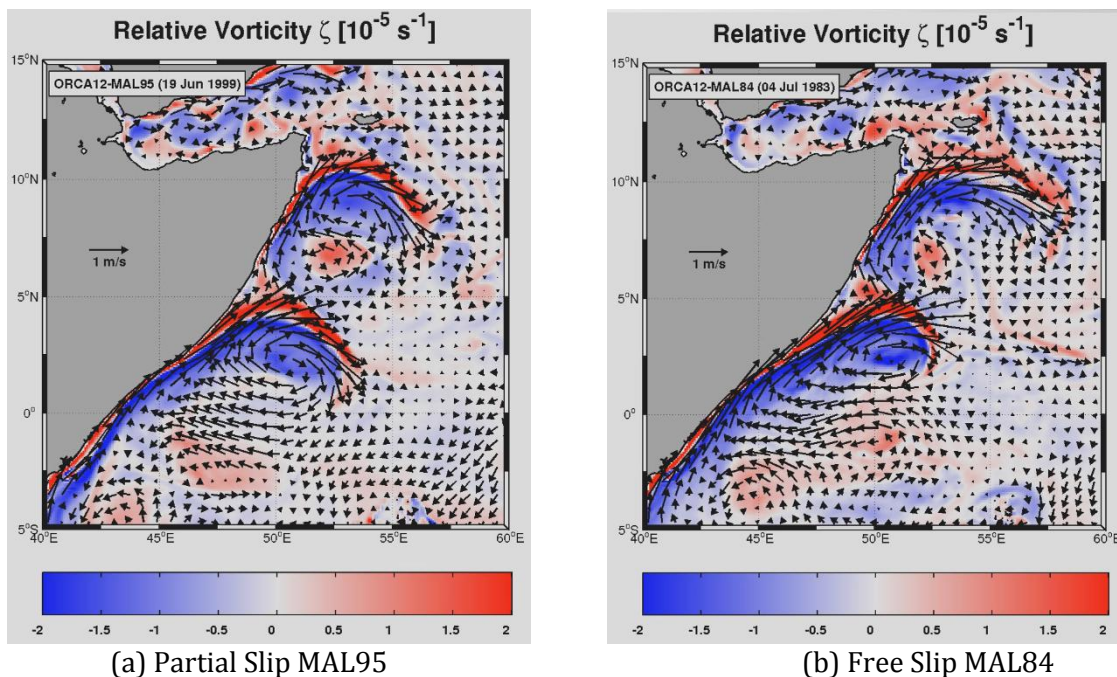 Relative Vorticity ζ [10⁻⁵ s⁻¹]
15°N
ORCA12-MAL95 (19 Jun 1999)
10°N
1 m/s
5°N
0°
5°S
40°E
45°E
50°E
55°E
60°E
-2 -1.5 -1 -0.5 0 0.5 1 1.5 2
(a) Partial Slip MAL95
Relative Vorticity ζ [10⁻⁵ s⁻¹]
15°N
ORCA12-MAL84 (04 Jul 1983)
10°N
1 m/s
5°N
0°
5°S
40°E
45°E
50°E
55°E
60°E
-2 -1.5 -1 -0.5 0 0.5 1 1.5 2
(b) Free Slip MAL84